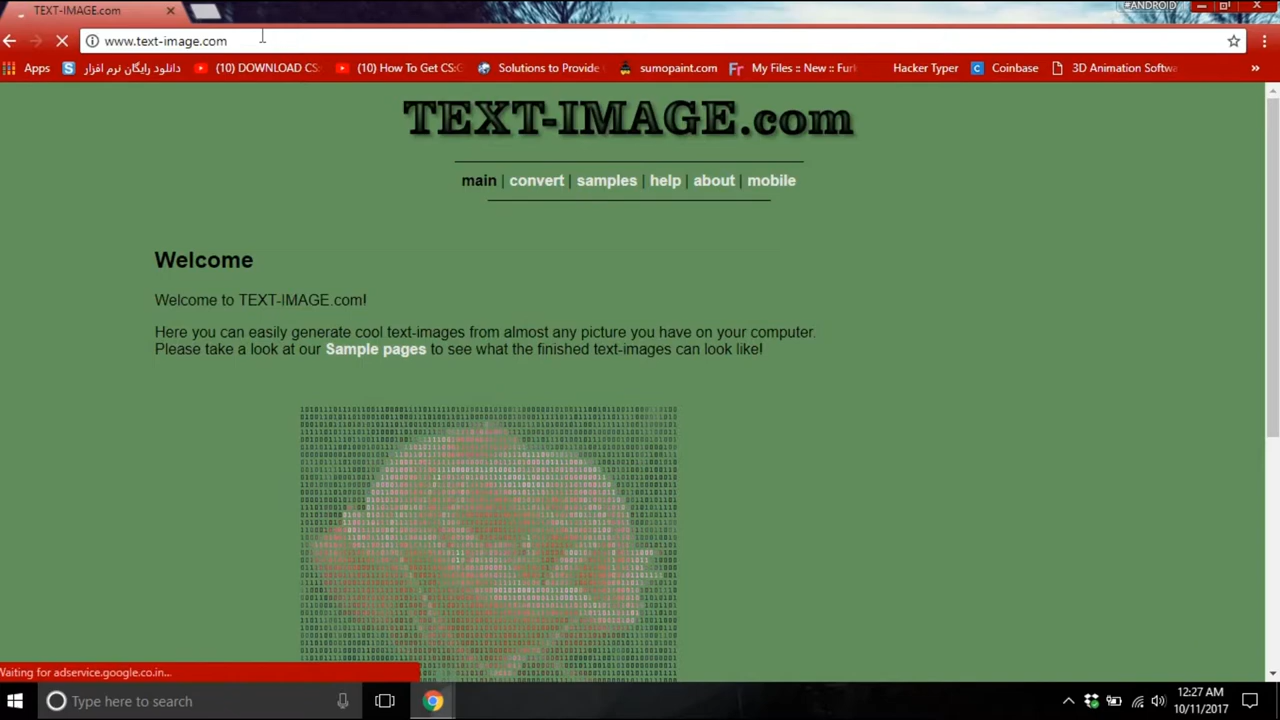 #ANDROID
TEXT-IMAGE.com
www.text-image.com
Apps دانلود رایگان نرم افزار (10) DOWNLOAD CS: (10) How To Get CS:G Solutions to Provide sumopaint.com My Files :: New :: Furk Hacker Typer Coinbase 3D Animation Softwa
TEXT-IMAGE.com
main | convert | samples | help | about | mobile
Welcome
Welcome to TEXT-IMAGE.com!
Here you can easily generate cool text-images from almost any picture you have on your computer.
Please take a look at our Sample pages to see what the finished text-images can look like!
Waiting for adservice.google.co.in...
Type here to search
12:27 AM
10/11/2017